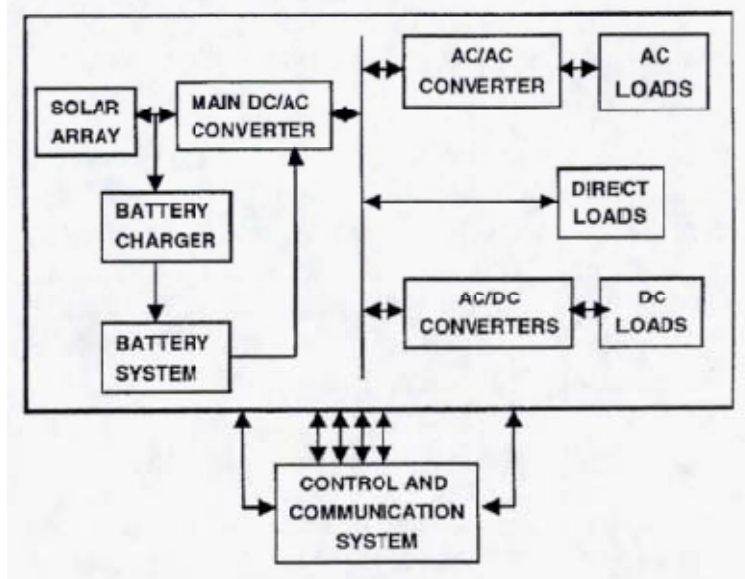 SOLAR
ARRAY
MAIN DC/AC
CONVERTER
BATTERY
CHARGER
BATTERY
SYSTEM
AC/AC
CONVERTER
AC
LOADS
DIRECT
LOADS
AC/DC
CONVERTERS
DC
LOADS
CONTROL AND
COMMUNICATION
SYSTEM